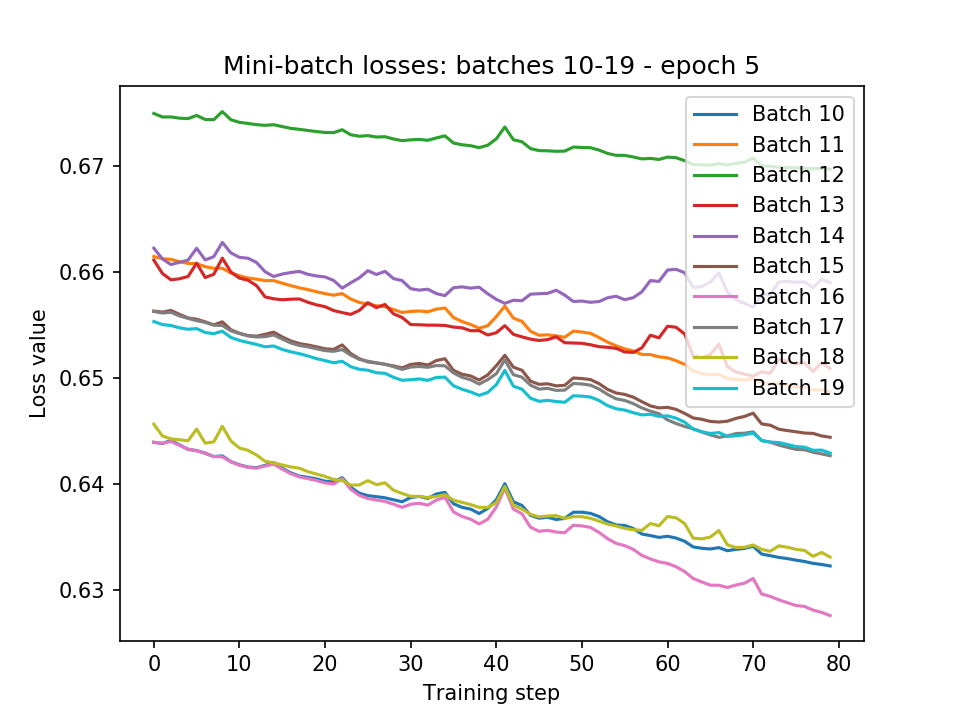 Mini-batch losses: batches 10-19 - epoch 5
Batch 10
Batch 11
Batch 12
Batch 13
Batch 14
Batch 15
Batch 16
Batch 17
Batch 18
Batch 19
Loss value
0.67
0.66
0.65
0.64
0.63
0 10 20 30 40 50 60 70 80
Training step